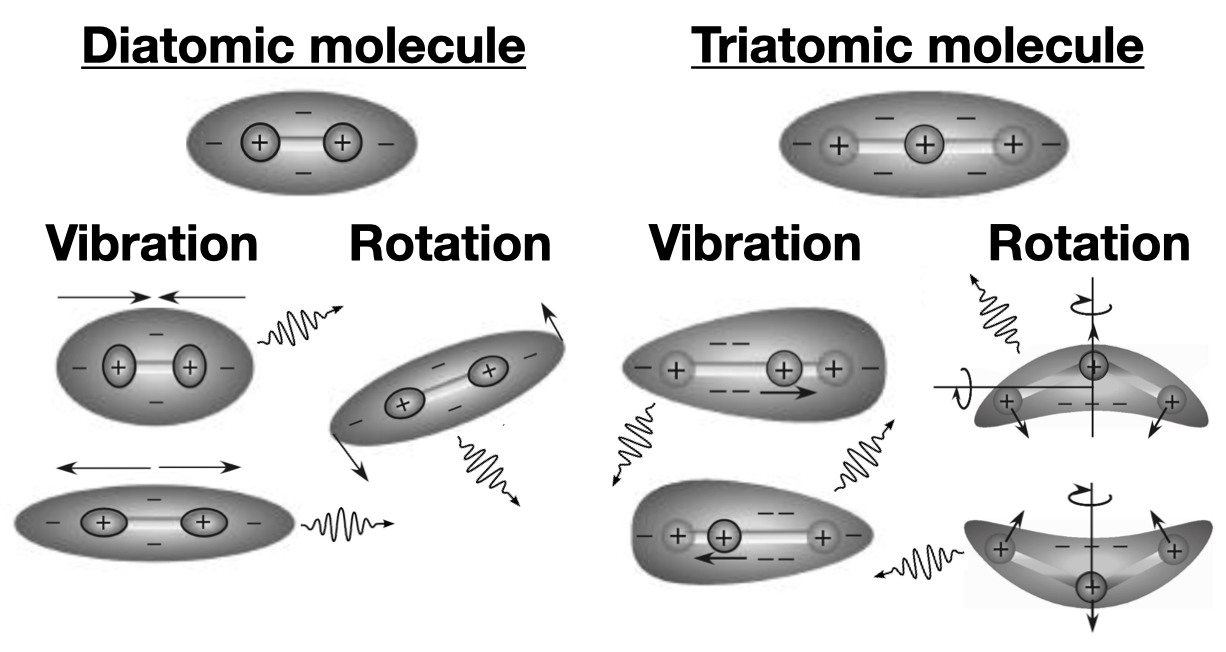 Diatomic molecule
Triatomic molecule
Vibration
Rotation
Vibration
Rotation